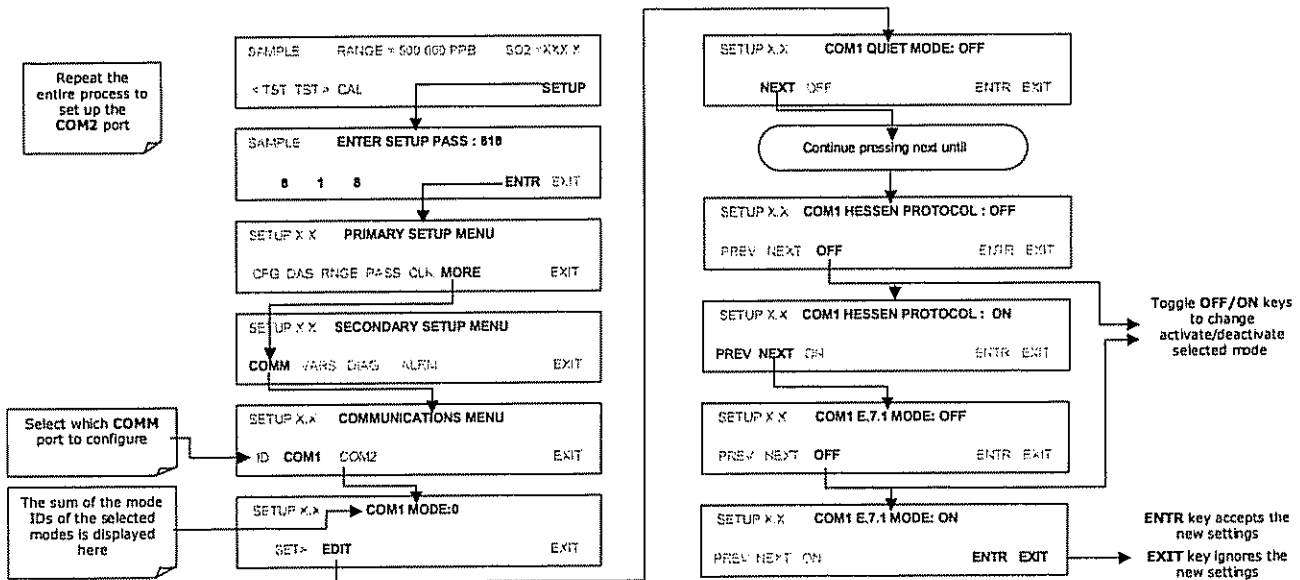 Repeat the
entire process to
set up the
COM2 port
SAMPLE RANGE = 500.000 PPB SO2 =XXX.X
< TST TST > CAL SETUP
SAMPLE ENTER SETUP PASS : 818
8 1 8 ENTR EXIT
SETUP X.X PRIMARY SETUP MENU
CFG DAS RNGE PASS CLK MORE EXIT
SETUP X.X SECONDARY SETUP MENU
COMM VARS DIAG ALRM EXIT
Select which COMM
port to configure
SETUP X.X COMMUNICATIONS MENU
ID COM1 COM2 EXIT
The sum of the mode
IDs of the selected
modes is displayed
here
SETUP X.X COM1 MODE:0
SET> EDIT EXIT
SETUP X.X COM1 QUIET MODE: OFF
NEXT OFF ENTR EXIT
Continue pressing next until
SETUP X.X COM1 HESSEN PROTOCOL : OFF
PREV NEXT OFF ENTR EXIT
SETUP X.X COM1 HESSEN PROTOCOL : ON
PREV NEXT ON ENTR EXIT
Toggle OFF/ON keys
to change
activate/deactivate
selected mode
SETUP X.X COM1 E,7,1 MODE: OFF
PREV NEXT OFF ENTR EXIT
SETUP X.X COM1 E,7,1 MODE: ON
PREV NEXT ON ENTR EXIT
ENTR key accepts the
new settings
EXIT key ignores the
new settings